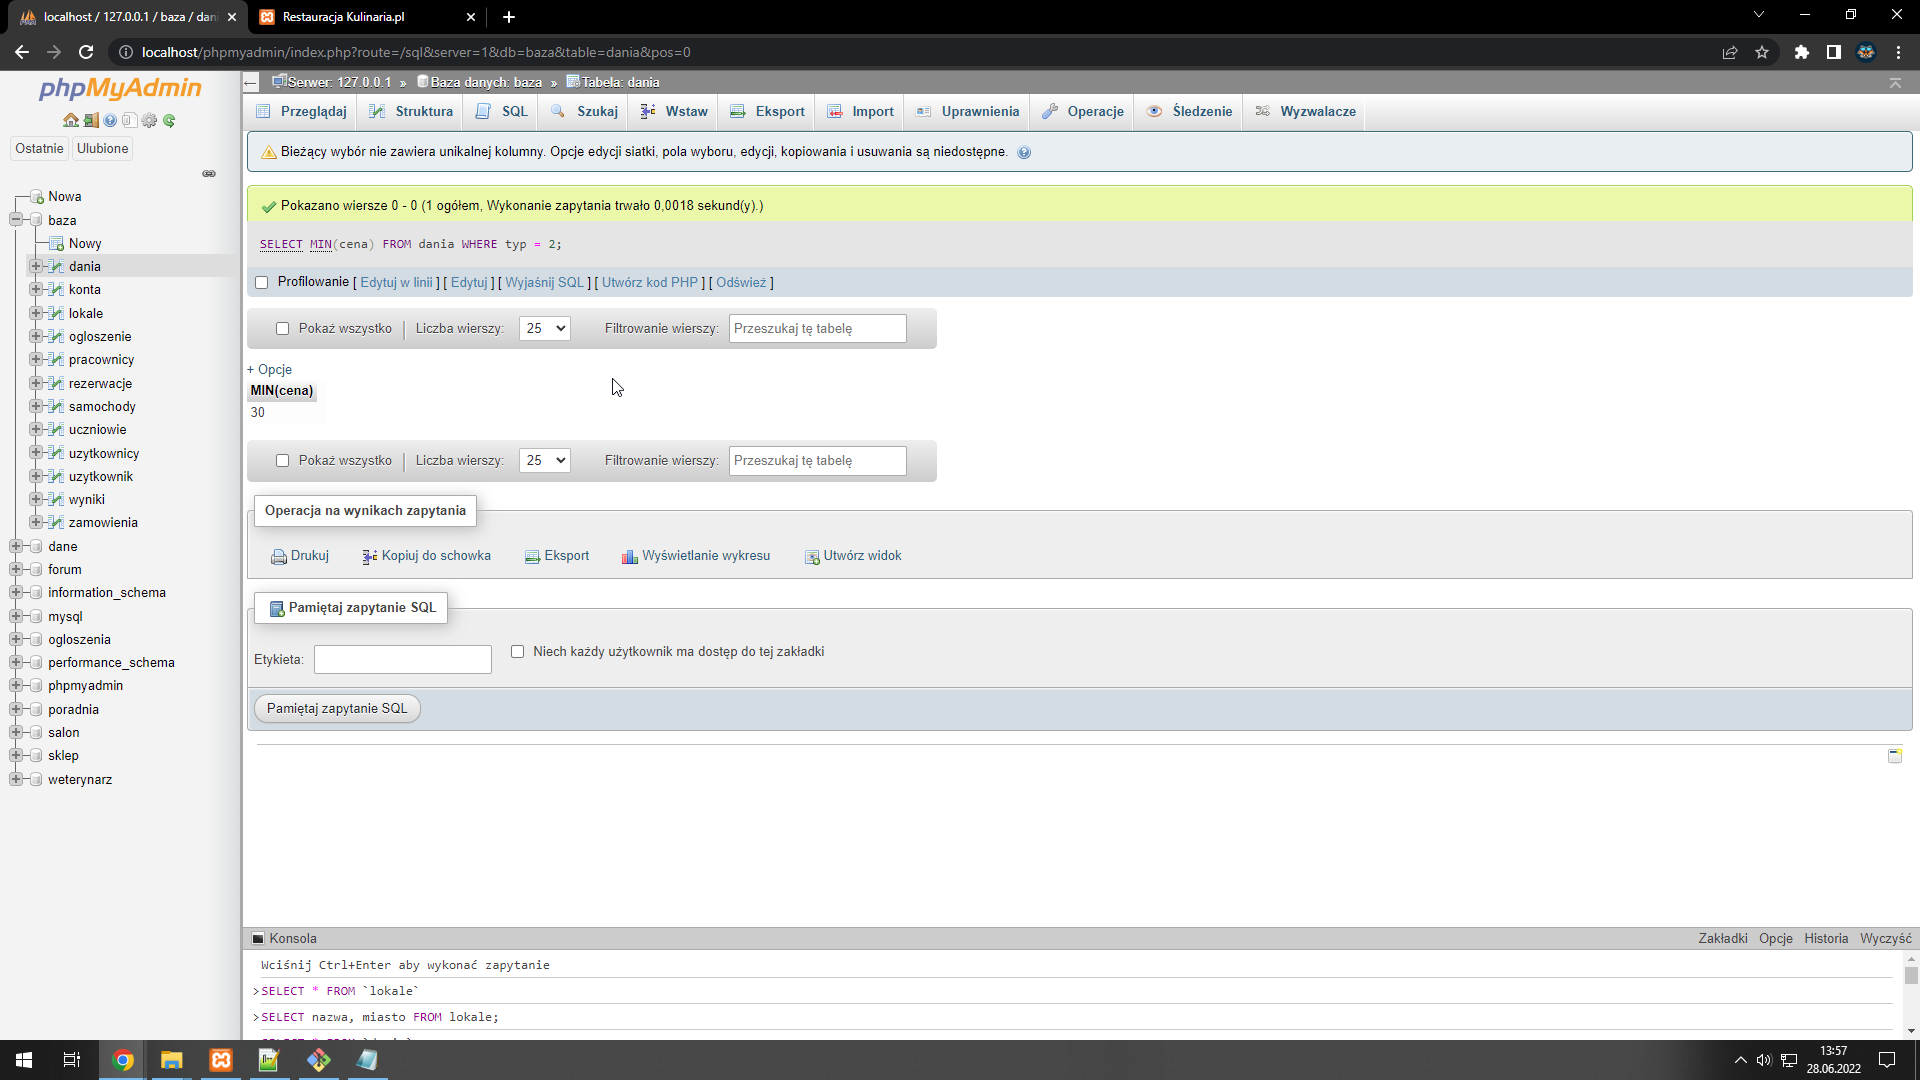 localhost / 127.0.0.1 / baza / dani
Restauracja Kulinaria.pl
localhost/phpmyadmin/index.php?route=/sql&server=1&db=baza&table=dania&pos=0
phpMyAdmin
Ostatnie
Ulubione
Nowa
baza
Nowy
dania
konta
lokale
ogloszenie
pracownicy
rezerwacje
samochody
uczniowie
uzytkownicy
uzytkownik
wyniki
zamowienia
dane
forum
information_schema
mysql
ogloszenia
performance_schema
phpmyadmin
poradnia
salon
sklep
weterynarz
Serwer: 127.0.0.1 » Baza danych: baza » Tabela: dania
Przeglądaj Struktura SQL Szukaj Wstaw Eksport Import Uprawnienia Operacje Śledzenie Wyzwalacze
Bieżący wybór nie zawiera unikalnej kolumny. Opcje edycji siatki, pola wyboru, edycji, kopiowania i usuwania są niedostępne.
Pokazano wiersze 0 - 0 (1 ogółem, Wykonanie zapytania trwało 0,0018 sekund(y).)
SELECT MIN(cena) FROM dania WHERE typ = 2;
Profilowanie [ Edytuj w linii ] [ Edytuj ] [ Wyjaśnij SQL ] [ Utwórz kod PHP ] [ Odśwież ]
Pokaż wszystko | Liczba wierszy: 25 Filtrowanie wierszy: Przeszukaj tę tabelę
+ Opcje
MIN(cena)
30
Pokaż wszystko | Liczba wierszy: 25 Filtrowanie wierszy: Przeszukaj tę tabelę
Operacja na wynikach zapytania
Drukuj Kopiuj do schowka Eksport Wyświetlanie wykresu Utwórz widok
Pamiętaj zapytanie SQL
Etykieta: Niech każdy użytkownik ma dostęp do tej zakładki
Pamiętaj zapytanie SQL
Konsola Zakładki Opcje Historia Wyczyść
Wciśnij Ctrl+Enter aby wykonać zapytanie
>SELECT * FROM `lokale`
>SELECT nazwa, miasto FROM lokale;
13:57
28.06.2022